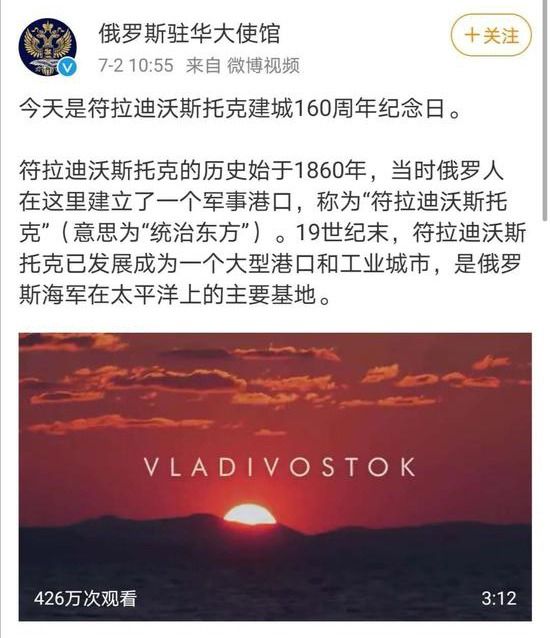 俄罗斯驻华大使馆
+关注
7-2 10:55 来自 微博视频
今天是符拉迪沃斯托克建城160周年纪念日。
符拉迪沃斯托克的历史始于1860年，当时俄罗人
在这里建立了一个军事港口，称为“符拉迪沃斯托
克”（意思为“统治东方”）。19世纪末，符拉迪沃斯
托克已发展成为一个大型港口和工业城市，是俄罗
斯海军在太平洋上的主要基地。
VLADIVOSTOK
426万次观看
3:12